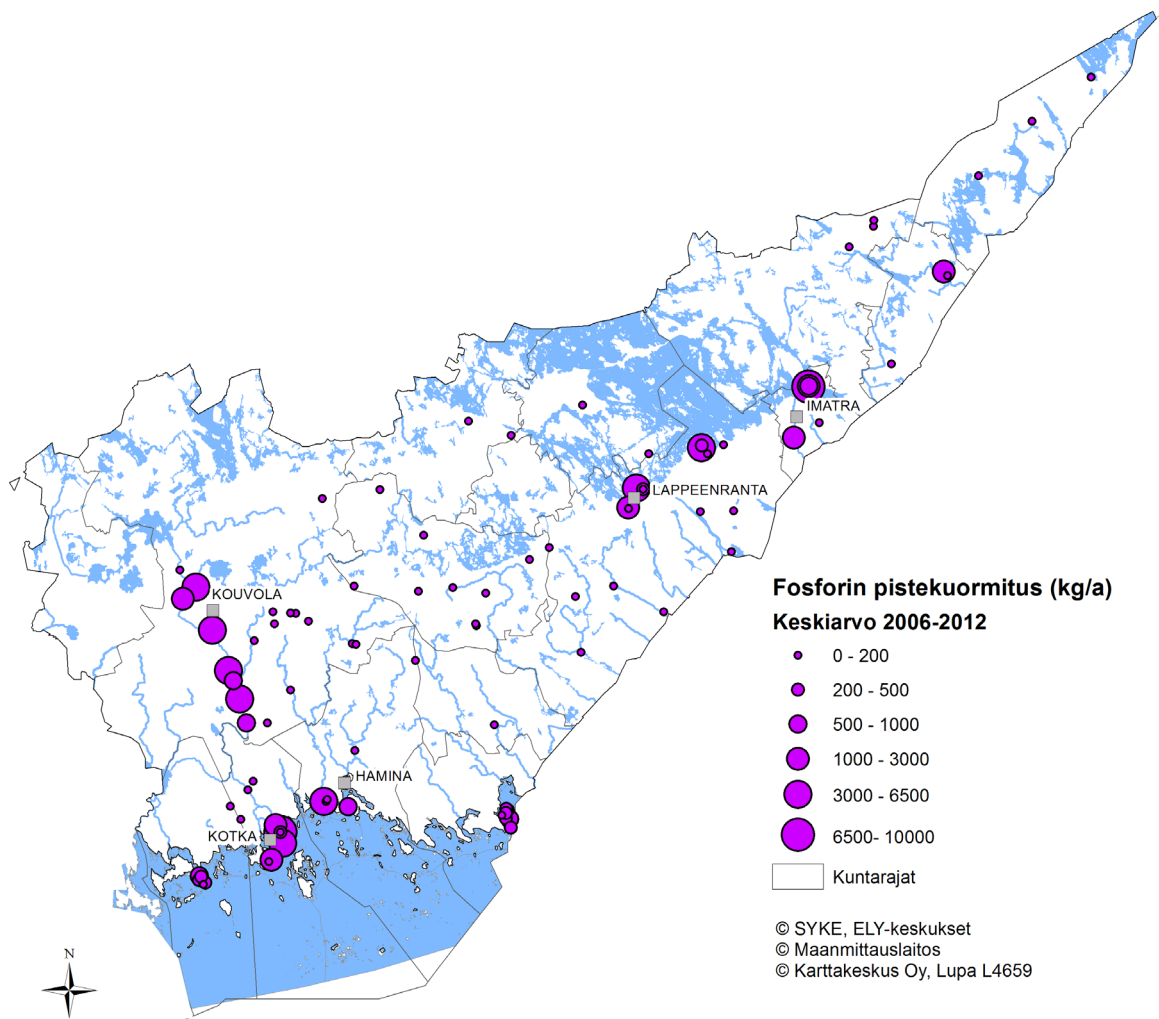 IMATRA
LAPPEENRANTA
KOUVOLA
HAMINA
KOTKA
Fosforin pistekuormitus (kg/a)
Keskiarvo 2006-2012
0 - 200
200 - 500
500 - 1000
1000 - 3000
3000 - 6500
6500- 10000
Kuntarajat
© SYKE, ELY-keskukset
© Maanmittauslaitos
© Karttakeskus Oy, Lupa L4659
N